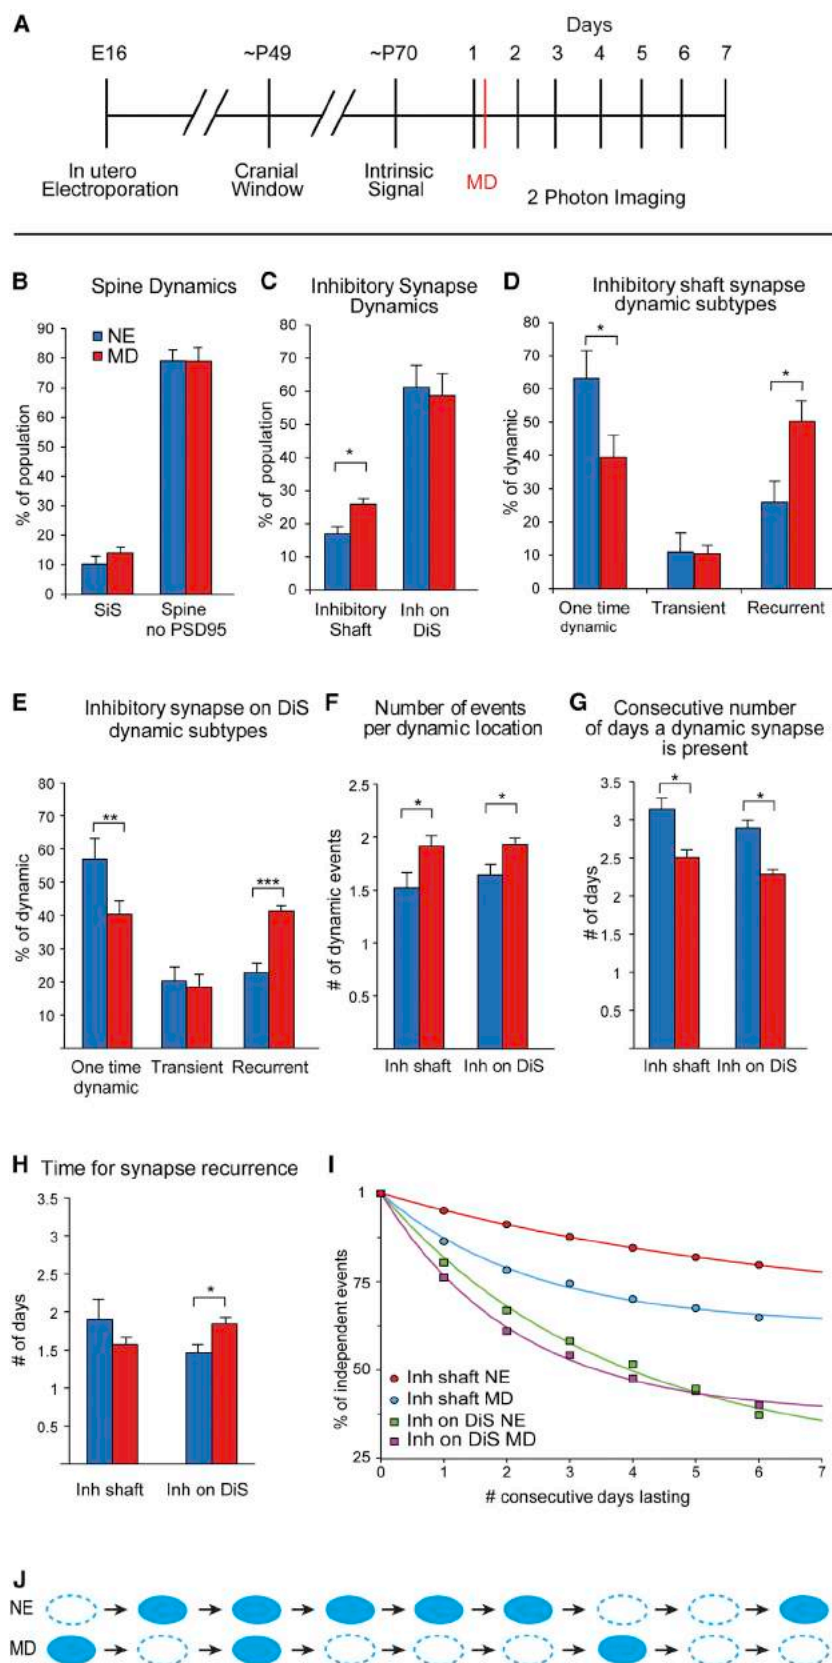 A
Days
E16 ~P49 ~P70 1 2 3 4 5 6 7
In utero
Electroporation
Cranial
Window
Intrinsic
Signal
MD
2 Photon Imaging
B Spine Dynamics
% of population
90
80
70
60
50
40
30
20
10
0
NE
MD
SiS
Spine
no PSD95
C Inhibitory Synapse
Dynamics
% of population
80
70
60
50
40
30
20
10
0
*
Inhibitory
Shaft
Inh on
DiS
D Inhibitory shaft synapse
dynamic subtypes
% of dynamic
80
70
60
50
40
30
20
10
0
*
*
One time
dynamic
Transient
Recurrent
E Inhibitory synapse on DiS
dynamic subtypes
% of dynamic
80
70
60
50
40
30
20
10
**
***
One time
dynamic
Transient
Recurrent
F Number of events
per dynamic location
# of dynamic events
2.5
2
1.5
1
0.5
*
*
Inh shaft
Inh on DiS
G Consecutive number
of days a dynamic synapse
is present
# of days
3.5
3
2.5
2
3.5
1
0.5
*
*
Inh shaft
Inh on DiS
H Time for synapse recurrence
# of days
3.5
3
2.5
2
1.5
1
0.5
*
Inh shaft
Inh on DiS
I
% of independent events
1
75
50
25
Inh shaft NE
Inh shaft MD
Inh on DiS NE
Inh on DiS MD
0 1 2 3 4 5 6 7
# consecutive days lasting
J
NE
MD